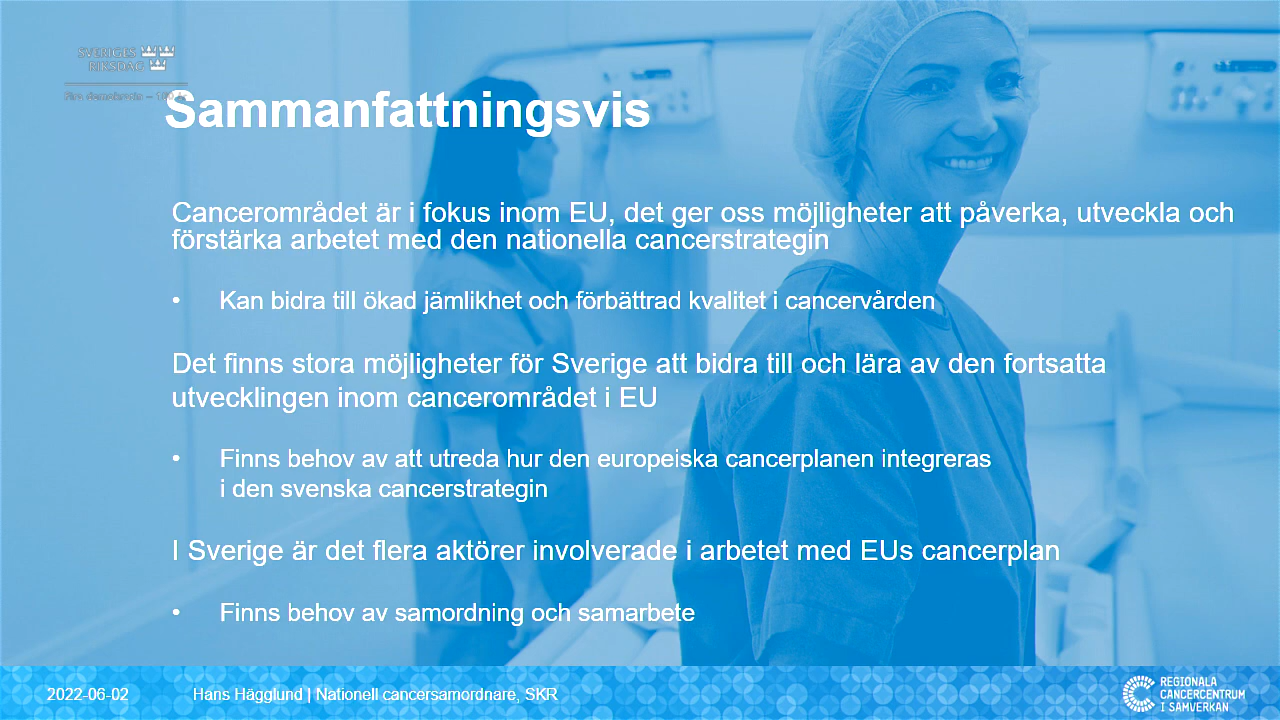 SVERIGES
RIKSDAG
Fira demokratin –
Sammanfattningsvis
Cancerområdet är i fokus inom EU, det ger oss möjligheter att påverka, utveckla och
förstärka arbetet med den nationella cancerstrategin
• Kan bidra till ökad jämlikhet och förbättrad kvalitet i cancervården
Det finns stora möjligheter för Sverige att bidra till och lära av den fortsatta
utvecklingen inom cancerområdet i EU
• Finns behov av att utreda hur den europeiska cancerplanen integreras
i den svenska cancerstrategin
I Sverige är det flera aktörer involverade i arbetet med EUs cancerplan
• Finns behov av samordning och samarbete
2022-06-02
Hans Hägglund | Nationell cancersamordnare, SKR
REGIONALA
CANCERCENTRUM
I SAMVERKAN